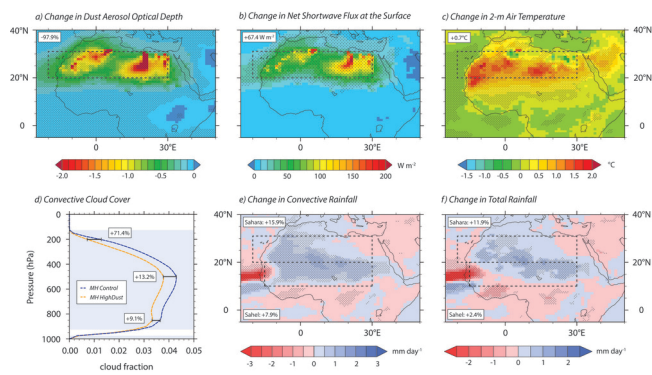 a) Change in Dust Aerosol Optical Depth
b) Change in Net Shortwave Flux at the Surface
c) Change in 2-m Air Temperature
40°N
-97.9%
20°N
0
0
30°E
-2.0 -1.5 -1.0 -0.5 0
+67.4 W m⁻²
40°N
20°N
0
0
30°E
50 100 150 200 W m⁻²
+0.7°C
40°N
20°N
0
0
30°E
-1.5 -1.0 -0.5 0 0.5 1.0 1.5 2.0 °C
d) Convective Cloud Cover
e) Change in Convective Rainfall
f) Change in Total Rainfall
Pressure (hPa)
0
200
400
600
800
1000
+71.4%
+13.2%
+9.1%
MH Control
MH HighDust
0.0 0.01 0.02 0.03 0.04 0.05
cloud fraction
40°N
Sahara: +15.9%
20°N
0
Sahel: +7.9%
0
30°E
-3 -2 -1 0 1 2 3 mm day⁻¹
40°N
Sahara: +11.9%
20°N
0
Sahel: +2.4%
0
30°E
-2 -1 0 1 2 mm day⁻¹